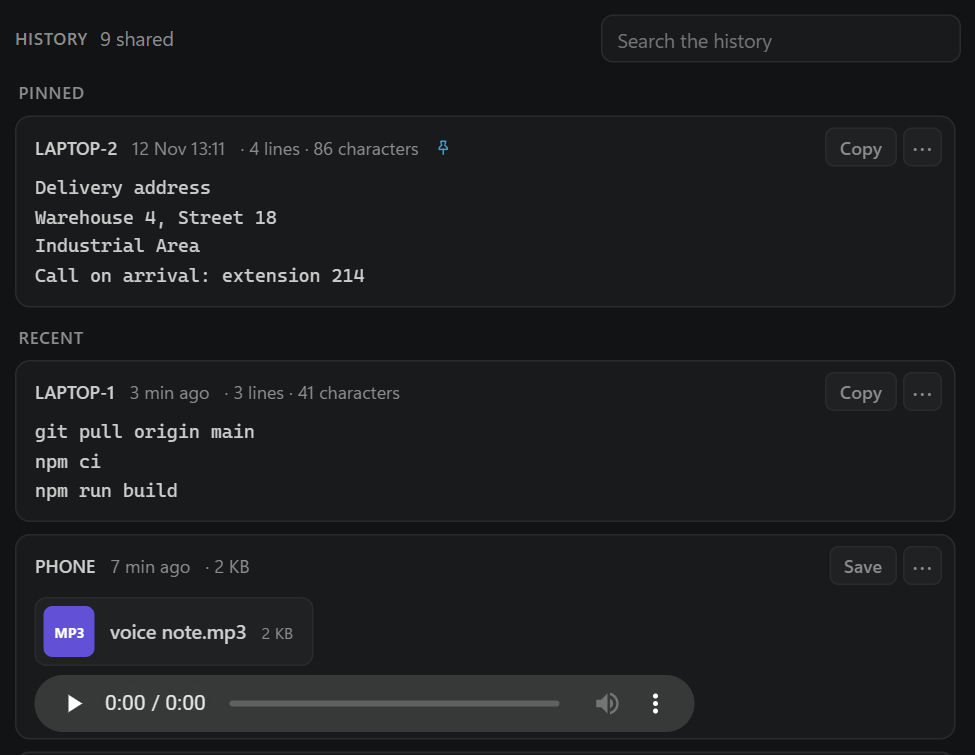 HISTORY 9 shared
Search the history
PINNED
LAPTOP-2 12 Nov 13:11 · 4 lines · 86 characters
Copy ...
Delivery address
Warehouse 4, Street 18
Industrial Area
Call on arrival: extension 214
RECENT
LAPTOP-1 3 min ago · 3 lines · 41 characters
Copy ...
git pull origin main
npm ci
npm run build
PHONE 7 min ago · 2 KB
Save ...
MP3 voice note.mp3 2 KB
0:00 / 0:00